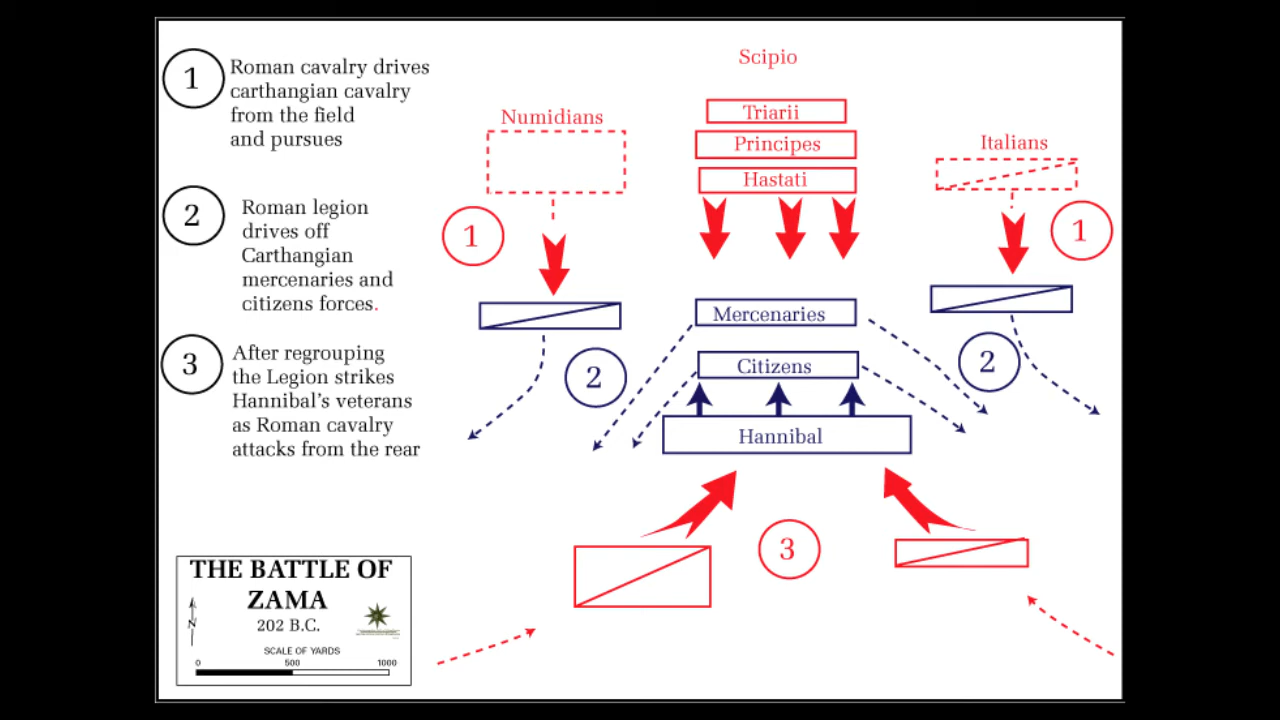 1
Roman cavalry drives
carthangian cavalry
from the field
and pursues
2
Roman legion
drives off
Carthangian
mercenaries and
citizens forces.
3
After regrouping
the Legion strikes
Hannibal's veterans
as Roman cavalry
attacks from the rear
Scipio
Numidians
Triarii
Principes
Hastati
Italians
1
1
Mercenaries
2
Citizens
2
Hannibal
3
THE BATTLE OF
ZAMA
202 B.C.
N
SCALE OF YARDS
0 500 1000